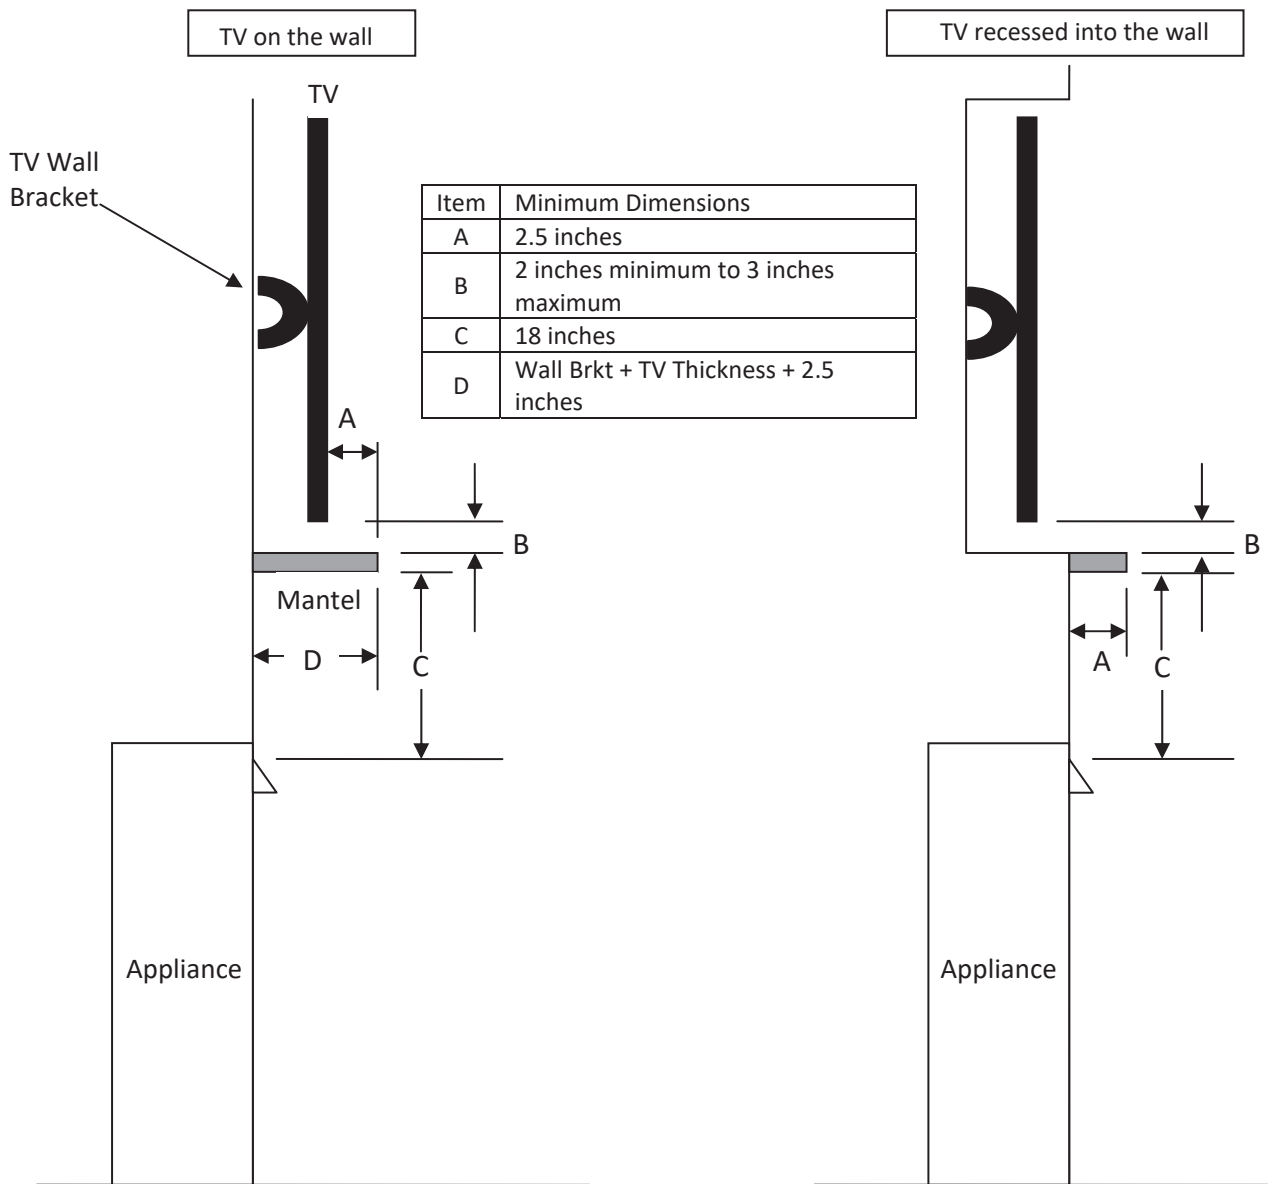 TV on the wall
TV recessed into the wall
TV
TV Wall
Bracket
Item Minimum Dimensions
A 2.5 inches
B 2 inches minimum to 3 inches
maximum
C 18 inches
D Wall Brkt + TV Thickness + 2.5
inches
A
B
Mantel
D
C
Appliance
B
A
C
Appliance